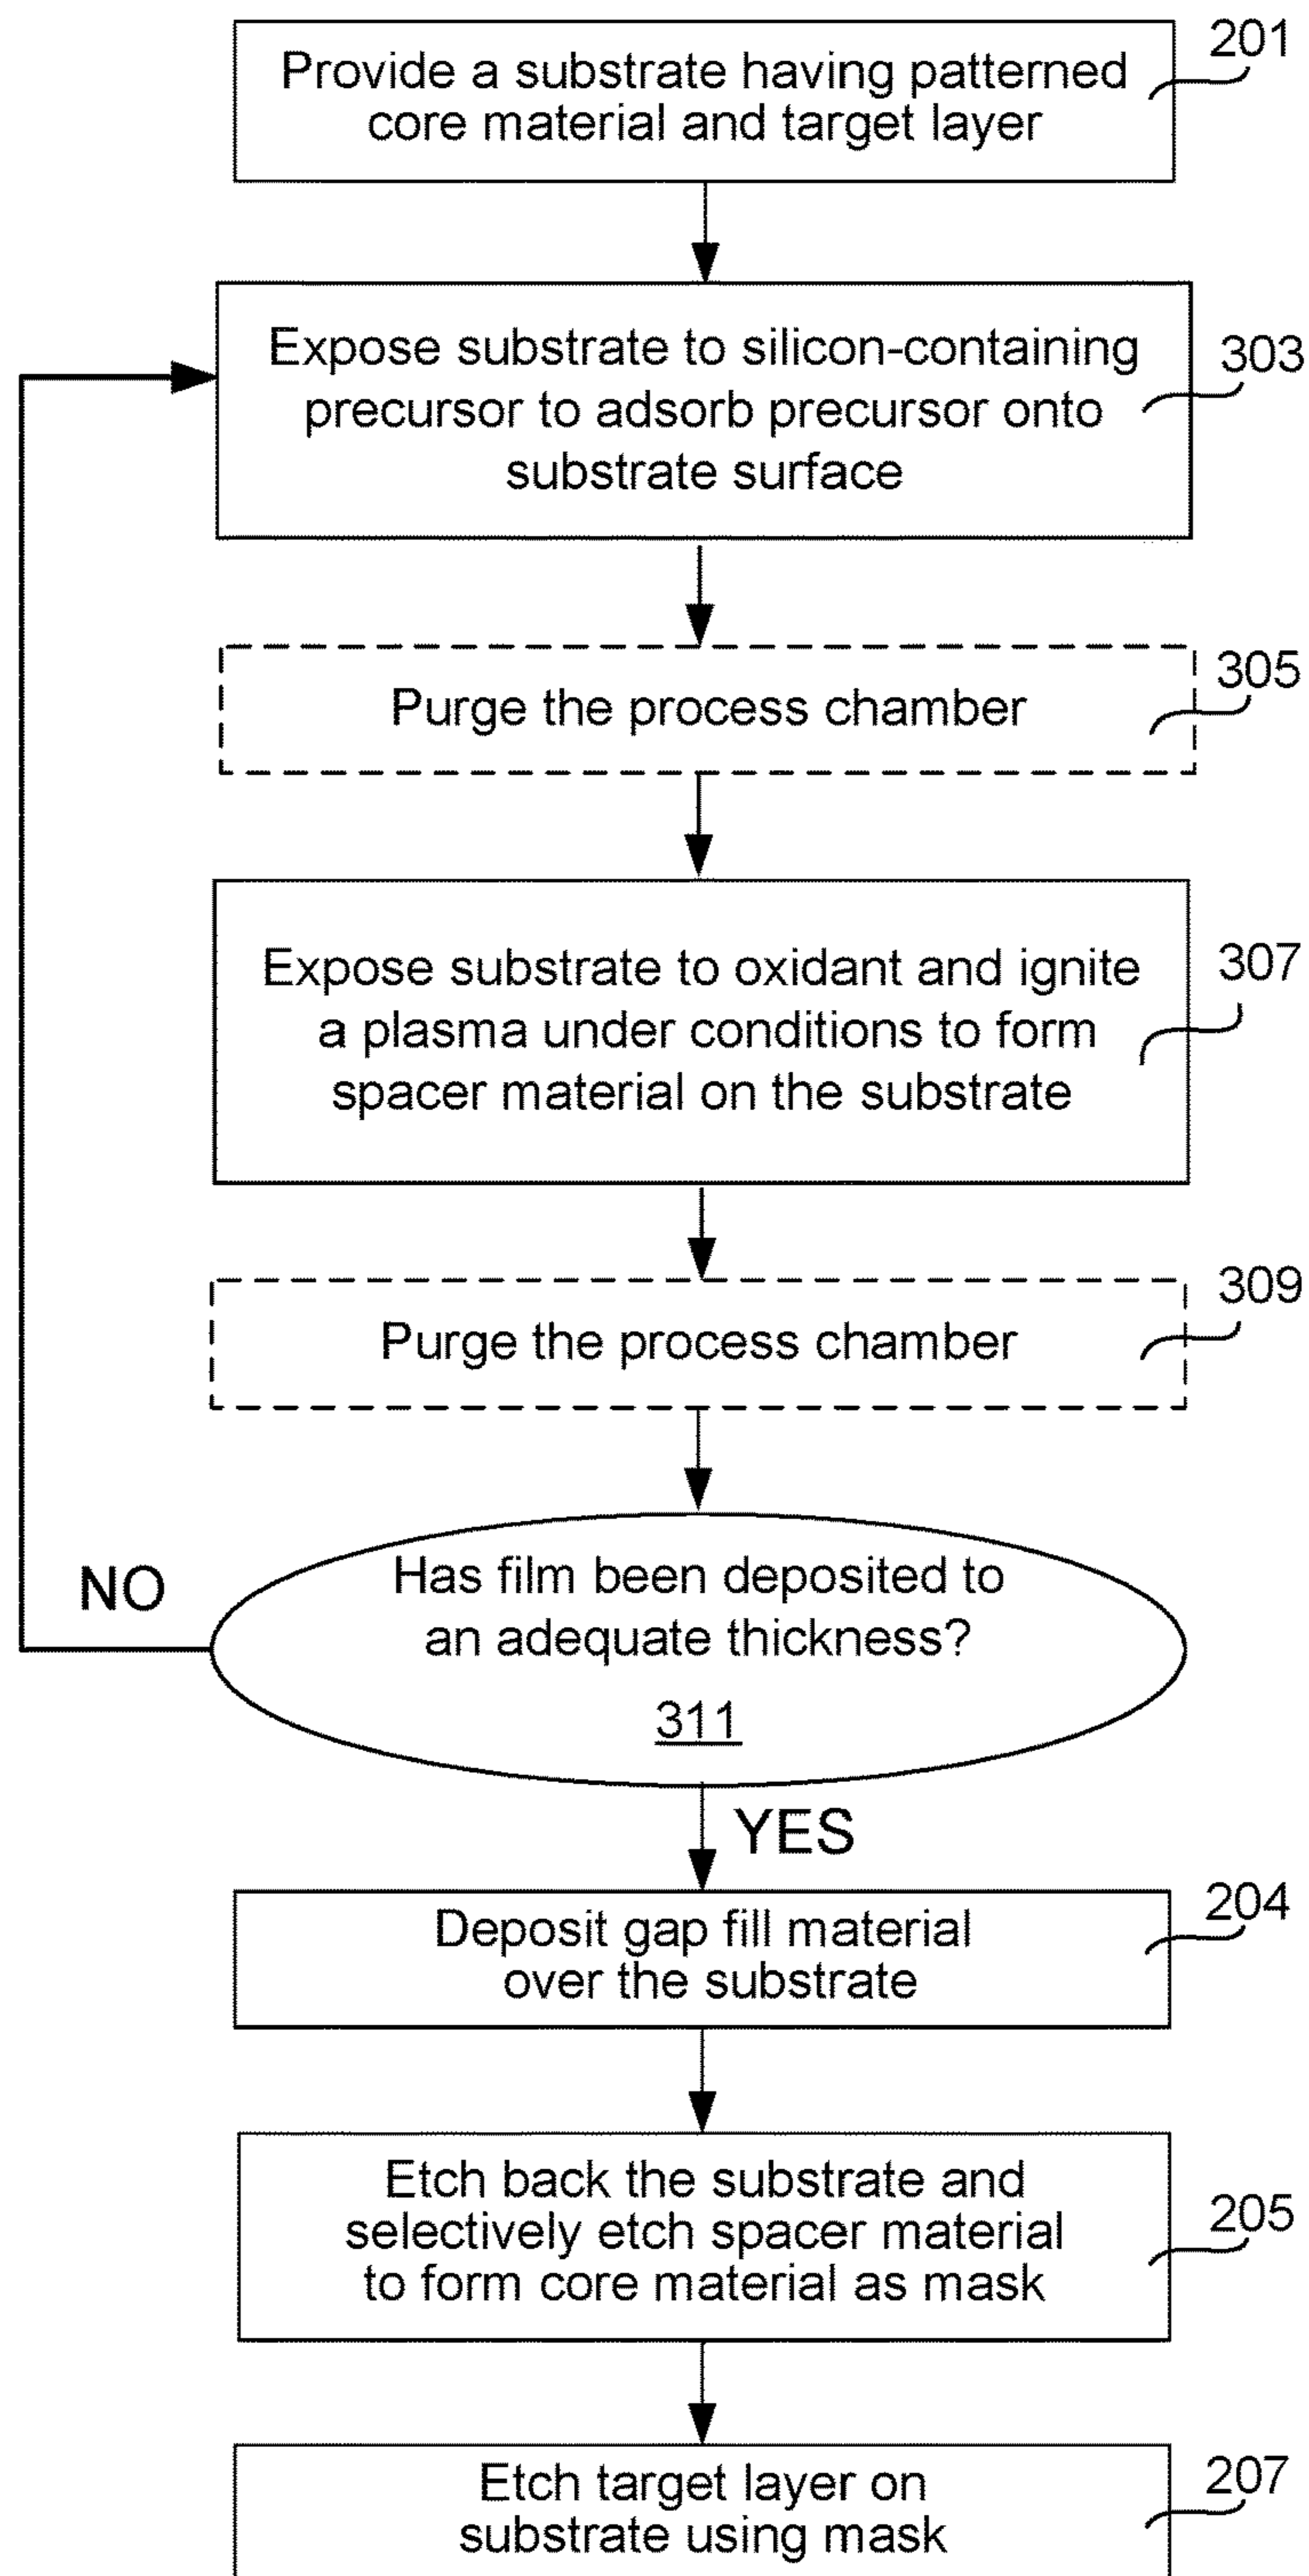 201
Provide a substrate having patterned
core material and target layer
303
Expose substrate to silicon-containing
precursor to adsorb precursor onto
substrate surface
305
Purge the process chamber
307
Expose substrate to oxidant and ignite
a plasma under conditions to form
spacer material on the substrate
309
Purge the process chamber
Has film been deposited to
an adequate thickness?
311
NO
YES
204
Deposit gap fill material
over the substrate
205
Etch back the substrate and
selectively etch spacer material
to form core material as mask
207
Etch target layer on
substrate using mask